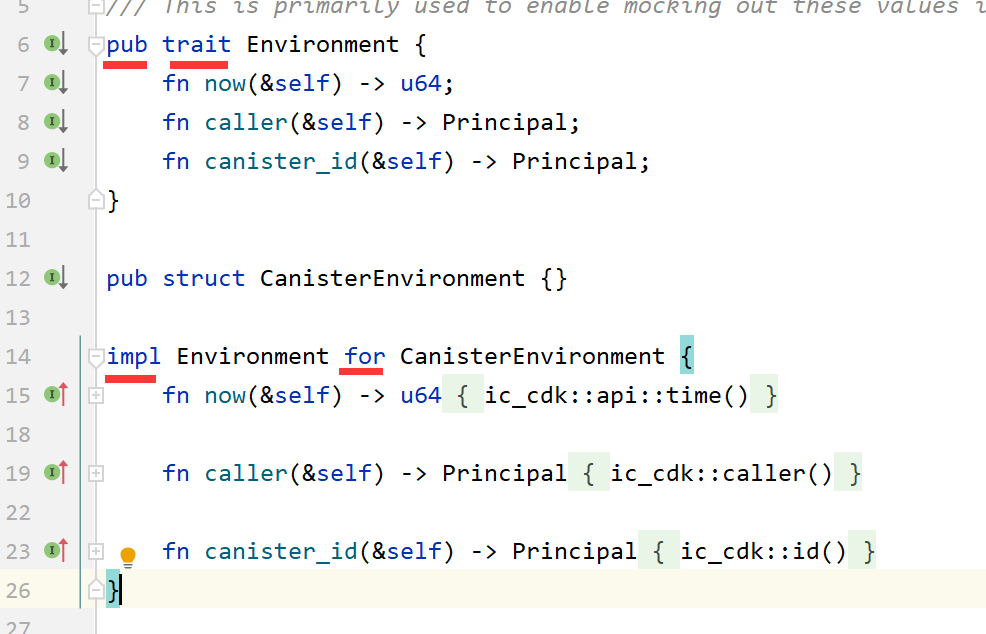 5 /// This is primarily used to enable mocking out these values i
6 pub trait Environment {
7 fn now(&self) -> u64;
8 fn caller(&self) -> Principal;
9 fn canister_id(&self) -> Principal;
10 }
11
12 pub struct CanisterEnvironment {}
13
14 impl Environment for CanisterEnvironment {
15 fn now(&self) -> u64 { ic_cdk::api::time() }
18
19 fn caller(&self) -> Principal { ic_cdk::caller() }
22
23 fn canister_id(&self) -> Principal { ic_cdk::id() }
26 }
27